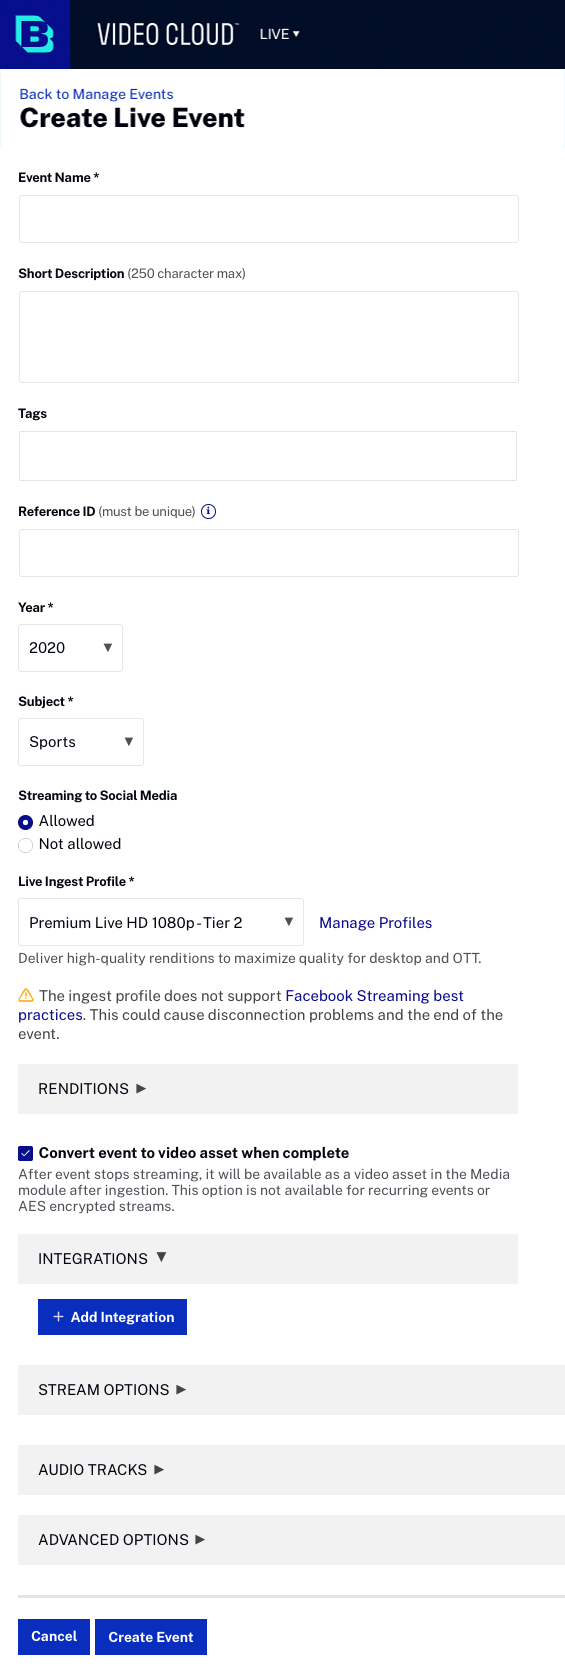 VIDEO CLOUD™ LIVE ▾
Back to Manage Events
Create Live Event
Event Name *
Short Description (250 character max)
Tags
Reference ID (must be unique) i
Year *
2020 ▼
Subject *
Sports ▼
Streaming to Social Media
Allowed
Not allowed
Live Ingest Profile *
Premium Live HD 1080p - Tier 2 ▼ Manage Profiles
Deliver high-quality renditions to maximize quality for desktop and OTT.
The ingest profile does not support Facebook Streaming best
practices. This could cause disconnection problems and the end of the
event.
RENDITIONS ▶
Convert event to video asset when complete
After event stops streaming, it will be available as a video asset in the Media
module after ingestion. This option is not available for recurring events or
AES encrypted streams.
INTEGRATIONS ▼
+ Add Integration
STREAM OPTIONS ▶
AUDIO TRACKS ▶
ADVANCED OPTIONS ▶
Cancel Create Event